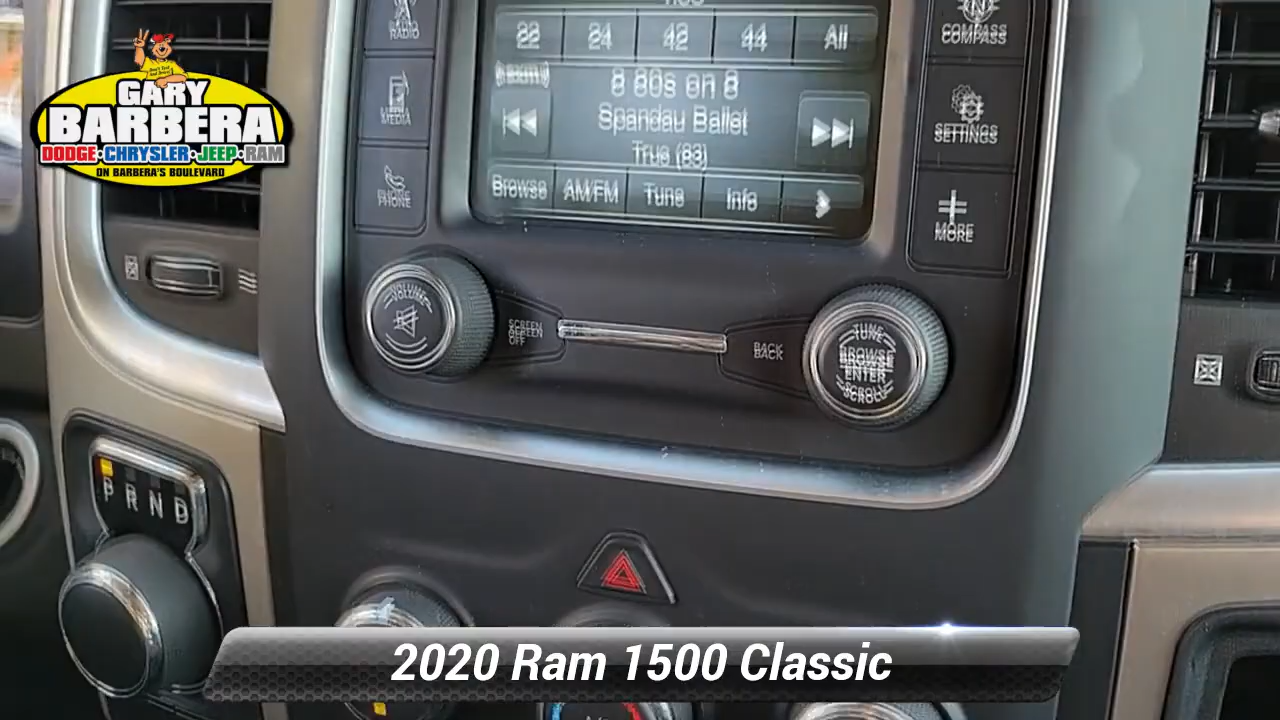 22 24 42 44 All
8 80s on 8
Spandau Ballet
True (83)
Browse AM/FM Tune Info
RADIO
MEDIA
PHONE
COMPASS
SETTINGS
MORE
VOLUME
SCREEN OFF
BACK
TUNE
BROWSE
ENTER
SCROLL
P R N D
GARY
BARBERA
DODGE·CHRYSLER·JEEP·RAM
ON BARBERA'S BOULEVARD
2020 Ram 1500 Classic